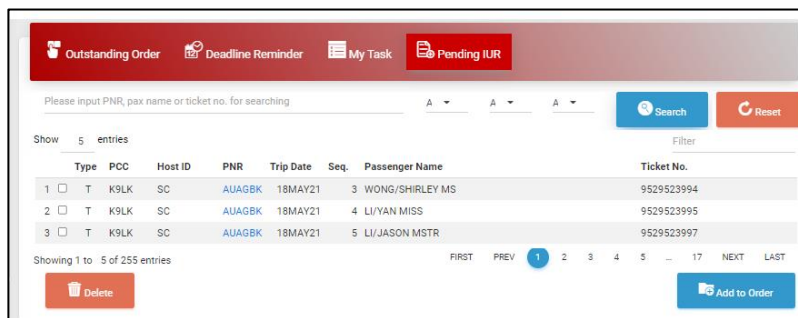 Outstanding Order 12 Deadline Reminder My Task Pending IUR
Please input PNR, pax name or ticket no. for searching A A A Search Reset
Show 5 entries Filter
Type PCC Host ID PNR Trip Date Seq. Passenger Name Ticket No.
1 T K9LK SC AUAGBK 18MAY21 3 WONG/SHIRLEY MS 9529523994
2 T K9LK SC AUAGBK 18MAY21 4 LI/YAN MISS 9529523995
3 T K9LK SC AUAGBK 18MAY21 5 LI/JASON MSTR 9529523997
Showing 1 to 5 of 255 entries FIRST PREV 1 2 3 4 5 ... 17 NEXT LAST
Delete Add to Order